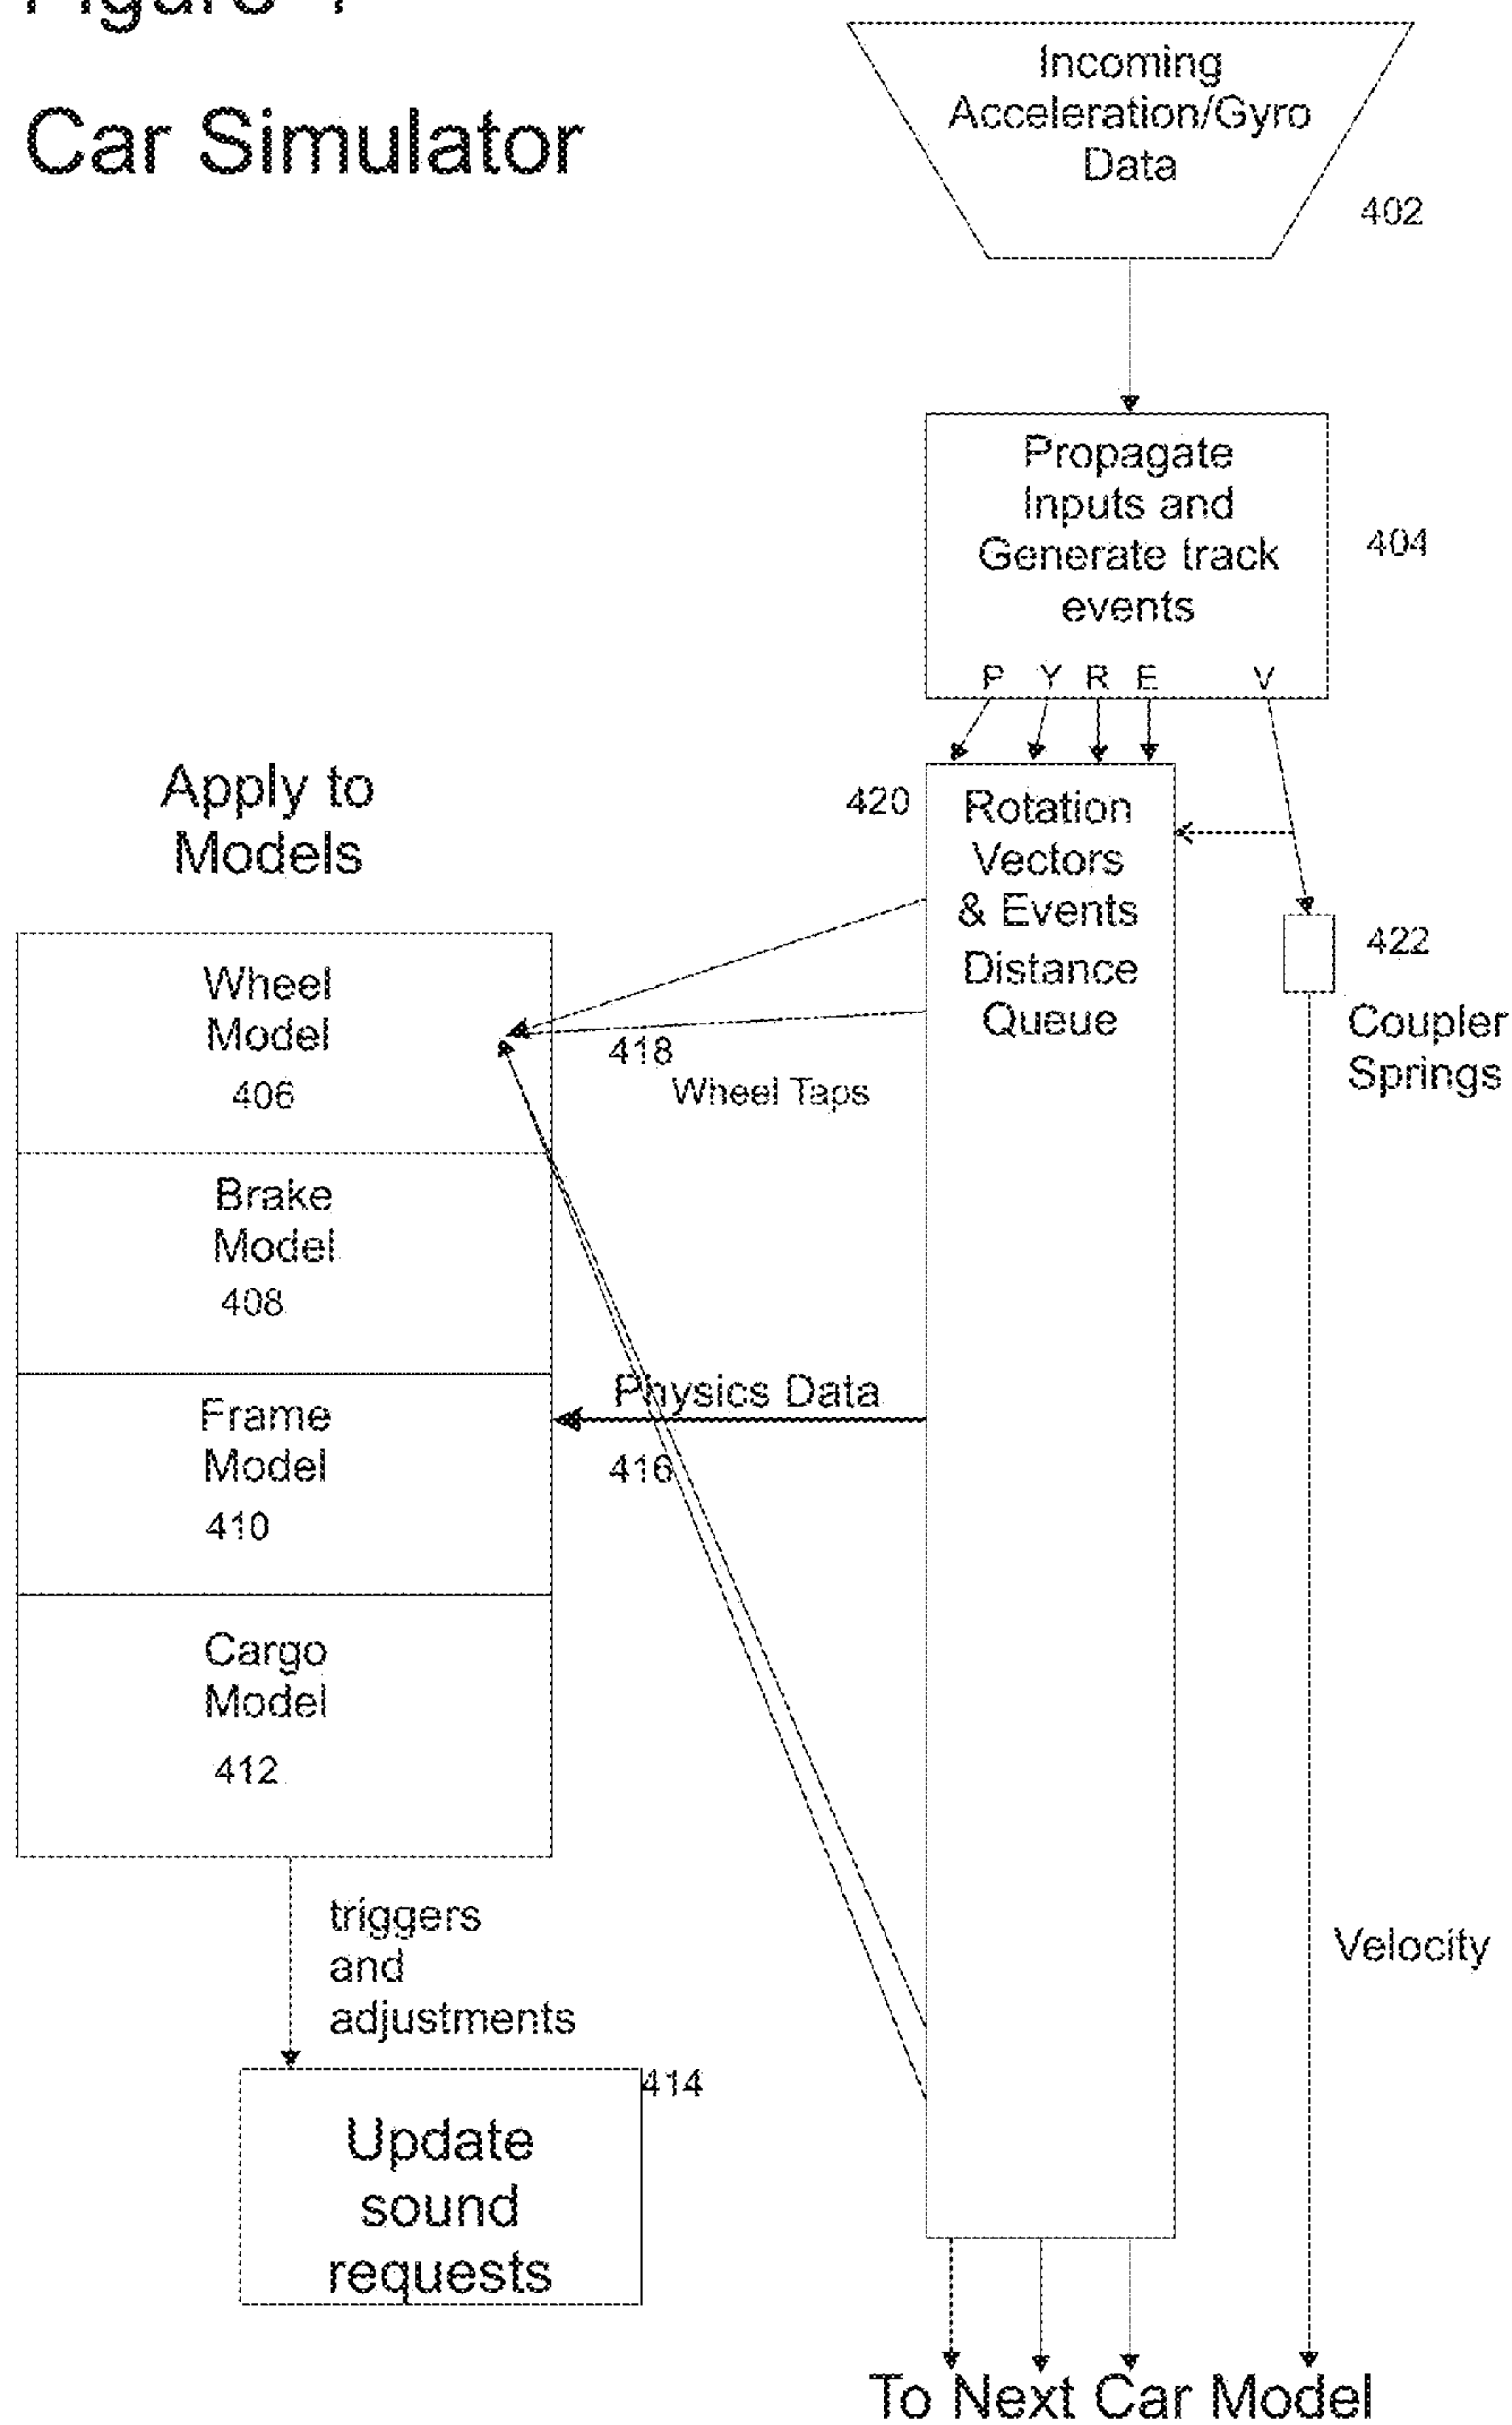 Car Simulator
Incoming
Acceleration/Gyro
Data
402
Propagate
Inputs and
Generate track
events
404
P Y R E V
420
Rotation
Vectors
& Events
Distance
Queue
422
Coupler
Springs
Apply to
Models
Wheel
Model
406
418
Wheel Taps
Brake
Model
408
Physics Data
416
Frame
Model
410
Cargo
Model
412
triggers
and
adjustments
Velocity
414
Update
sound
requests
To Next Car Model